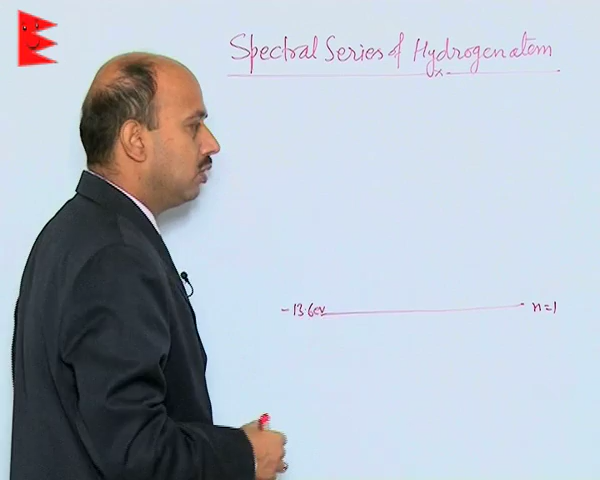 Spectral Series of Hydrogen atom
-13.6ev n=1